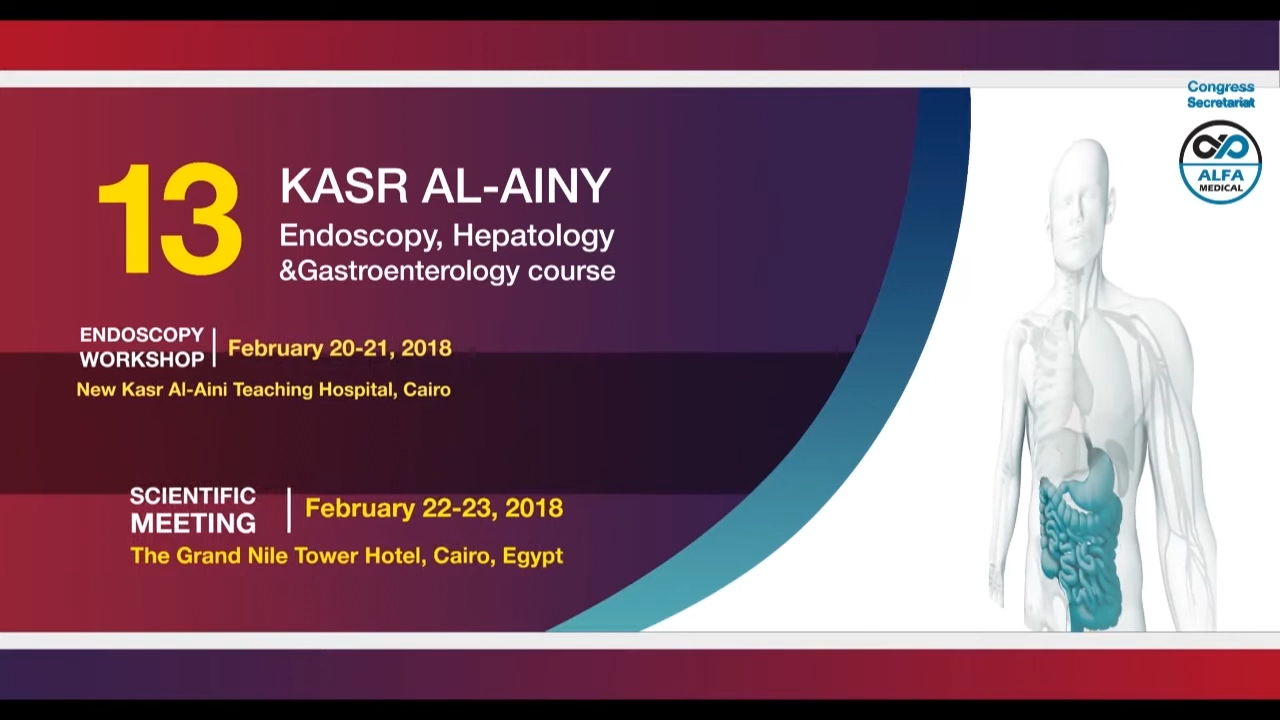 Congress
Secretariat
ALFA
MEDICAL
13
KASR AL-AINY
Endoscopy, Hepatology
&Gastroenterology course
ENDOSCOPY
WORKSHOP
February 20-21, 2018
New Kasr Al-Aini Teaching Hospital, Cairo
SCIENTIFIC
MEETING
February 22-23, 2018
The Grand Nile Tower Hotel, Cairo, Egypt